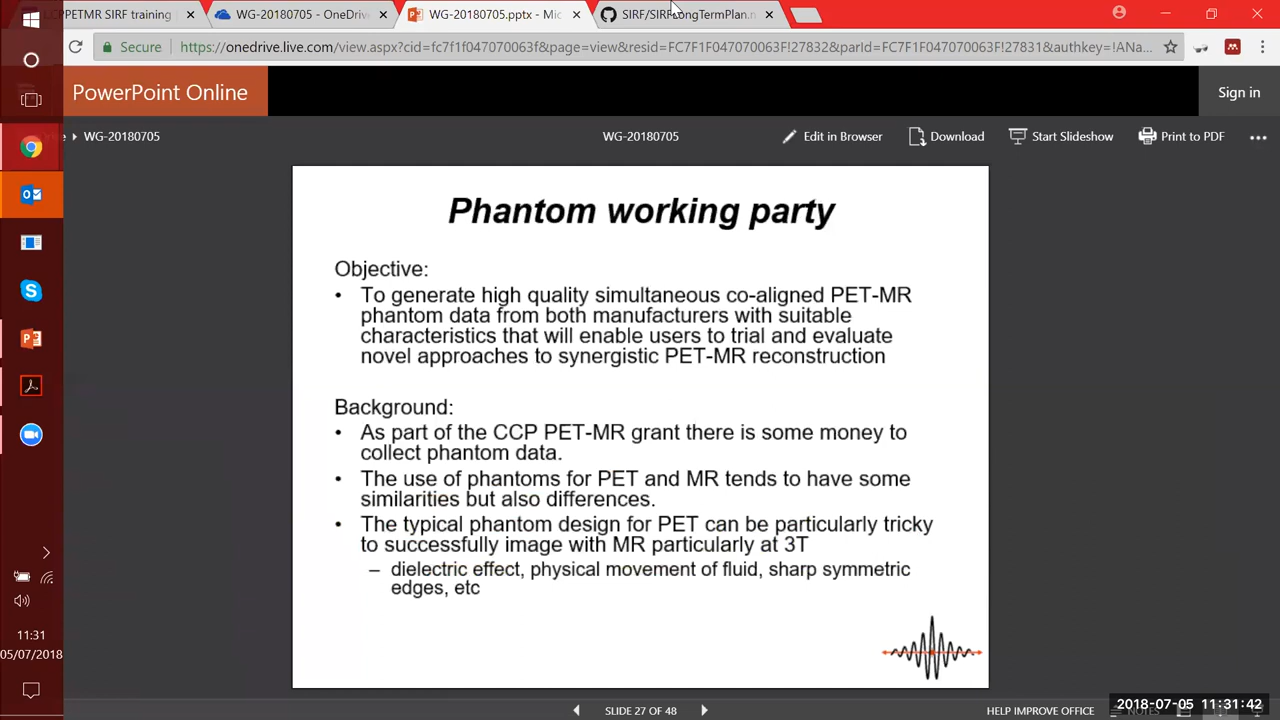 CCPPETMR SIRF training
WG-20180705 - OneDriv
WG-20180705.pptx - Mic
SIRF/SIRFLongTermPlan.m
Secure
https://onedrive.live.com/view.aspx?cid=fc7f1f047070063f&page=view&resid=FC7F1F047070063F!27832&parId=FC7F1F047070063F!27831&authkey=!ANa...
PowerPoint Online
Sign in
WG-20180705
WG-20180705
Edit in Browser
Download
Start Slideshow
Print to PDF
Phantom working party
Objective:
• To generate high quality simultaneous co-aligned PET-MR
phantom data from both manufacturers with suitable
characteristics that will enable users to trial and evaluate
novel approaches to synergistic PET-MR reconstruction
Background:
• As part of the CCP PET-MR grant there is some money to
collect phantom data.
• The use of phantoms for PET and MR tends to have some
similarities but also differences.
• The typical phantom design for PET can be particularly tricky
to successfully image with MR particularly at 3T
– dielectric effect, physical movement of fluid, sharp symmetric
edges, etc
11:31
05/07/2018
SLIDE 27 OF 48
HELP IMPROVE OFFICE
NOTES
2018-07-05 11:31:42